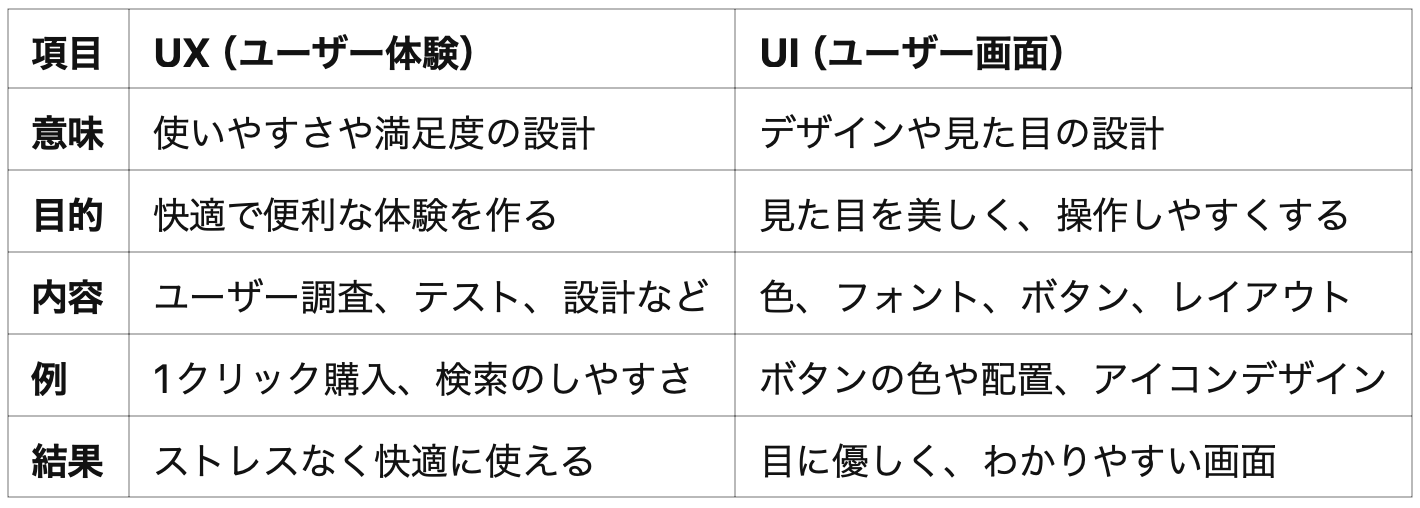 項目 UX（ユーザー体験） UI（ユーザー画面）
意味 使いやすさや満足度の設計 デザインや見た目の設計
目的 快適で便利な体験を作る 見た目を美しく、操作しやすくする
内容 ユーザー調査、テスト、設計など 色、フォント、ボタン、レイアウト
例 1クリック購入、検索のしやすさ ボタンの色や配置、アイコンデザイン
結果 ストレスなく快適に使える 目に優しく、わかりやすい画面